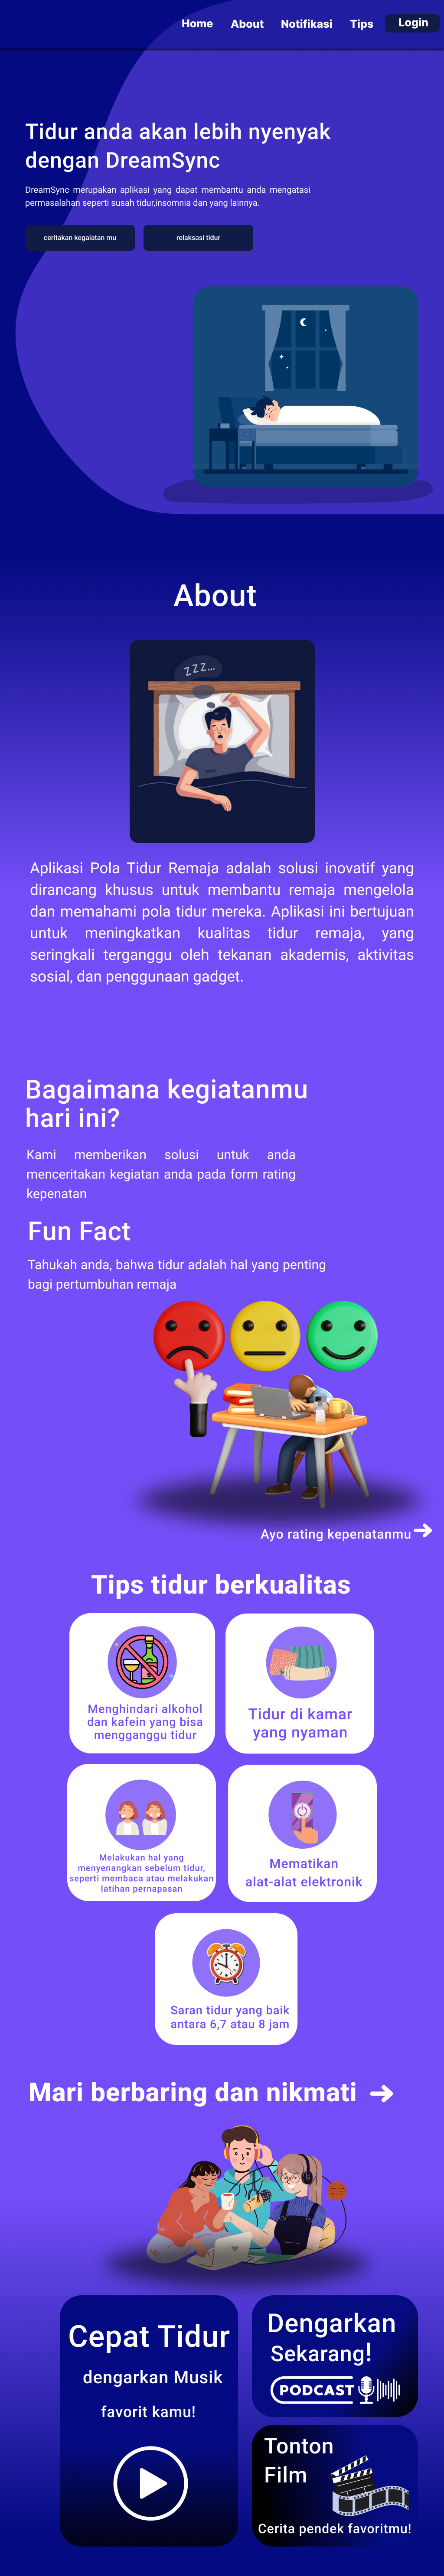 Home About Notifikasi Tips Login
Tidur anda akan lebih nyenyak
dengan DreamSync
DreamSync merupakan aplikasi yang dapat membantu anda mengatasi
permasalahan seperti susah tidur,insomnia dan yang lainnya.
ceritakan kegaiatan mu
relaksasi tidur
About
ZZZ...
Aplikasi Pola Tidur Remaja adalah solusi inovatif yang
dirancang khusus untuk membantu remaja mengelola
dan memahami pola tidur mereka. Aplikasi ini bertujuan
untuk meningkatkan kualitas tidur remaja, yang
seringkali terganggu oleh tekanan akademis, aktivitas
sosial, dan penggunaan gadget.
Bagaimana kegiatanmu
hari ini?
Kami memberikan solusi untuk anda
menceritakan kegiatan anda pada form rating
kepenatan
Fun Fact
Tahukah anda, bahwa tidur adalah hal yang penting
bagi pertumbuhan remaja
Ayo rating kepenatanmu
Tips tidur berkualitas
Menghindari alkohol
dan kafein yang bisa
mengganggu tidur
Tidur di kamar
yang nyaman
Melakukan hal yang
menyenangkan sebelum tidur,
seperti membaca atau melakukan
latihan pernapasan
Mematikan
alat-alat elektronik
Saran tidur yang baik
antara 6,7 atau 8 jam
Mari berbaring dan nikmati
Cepat Tidur
dengarkan Musik
favorit kamu!
Dengarkan
Sekarang!
PODCAST
Tonton
Film
Cerita pendek favoritmu!